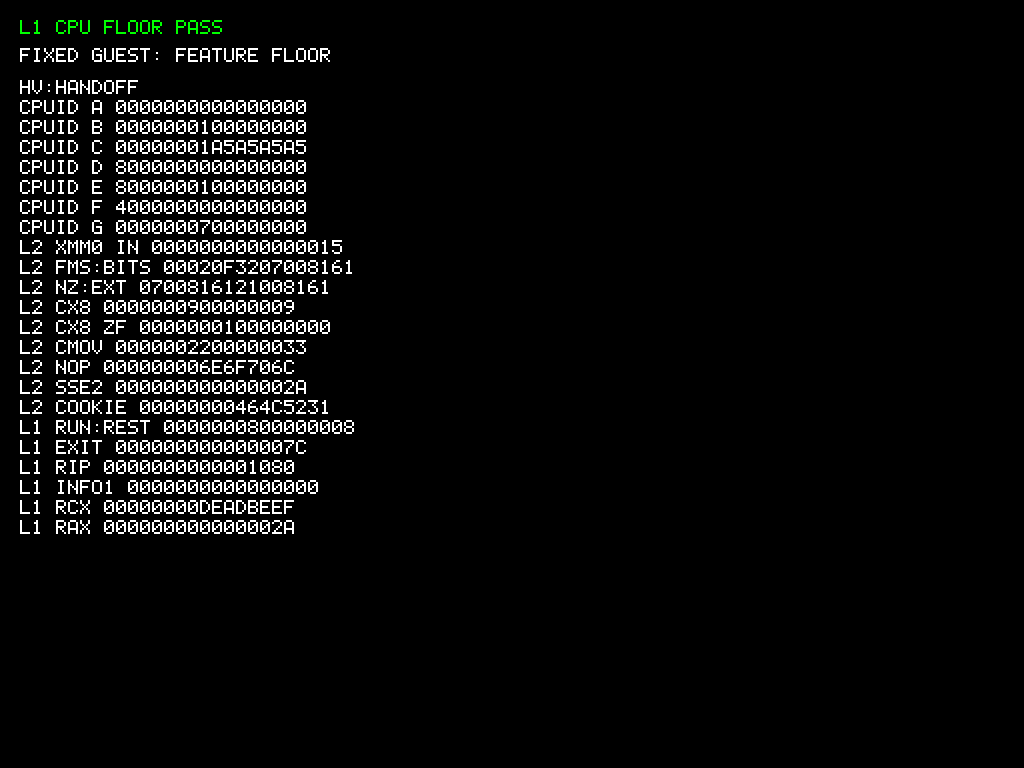 L1 CPU FLOOR PASS
FIXED GUEST: FEATURE FLOOR
HV:HANDOFF
CPUID A 0000000000000000
CPUID B 0000000100000000
CPUID C 00000001A5A5A5A5
CPUID D 8000000000000000
CPUID E 8000000100000000
CPUID F 4000000000000000
CPUID G 0000000700000000
L2 XMM0 IN 0000000000000015
L2 FMS:BITS 00020F3207008161
L2 NZ:EXT 0700816121008161
L2 CX8 0000000900000009
L2 CX8 ZF 0000000100000000
L2 CMOV 0000002200000033
L2 NOP 000000006E6F706C
L2 SSE2 000000000000002A
L2 COOKIE 00000000464C5231
L1 RUN:REST 0000000800000008
L1 EXIT 000000000000007C
L1 RIP 0000000000001080
L1 INFO1 0000000000000000
L1 RCX 00000000DEADBEEF
L1 RAX 000000000000002A